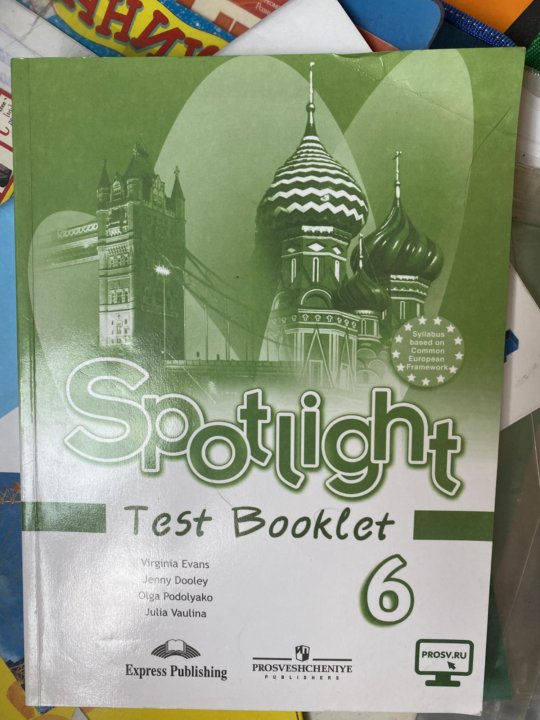 Syllabus
based on
Common
European
Framework
Spotlight
Test Booklet
Virginia Evans
Jenny Dooley
Olga Podolyako
Julia Vaulina
6
Express Publishing
PROSVESHCHENIYE
PUBLISHERS
PROSV.RU